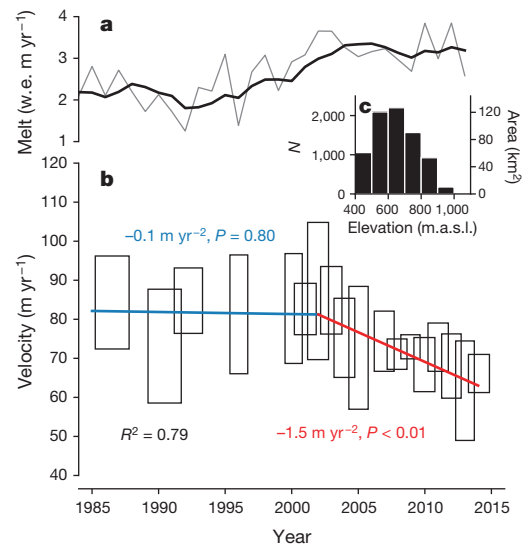 a
Melt (w.e. m yr⁻¹)
4
3
2
1
c
N
2,000
1,000
0
120
80
40
0
Area (km²)
400 600 800 1,000
Elevation (m.a.s.l.)
b
Velocity (m yr⁻¹)
120
110
100
90
80
70
60
50
40
−0.1 m yr⁻², P = 0.80
R² = 0.79
−1.5 m yr⁻², P < 0.01
1985 1990 1995 2000 2005 2010 2015
Year